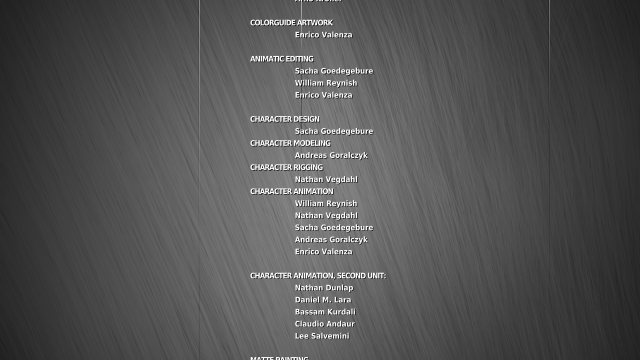 COLORGUIDE ARTWORK
Enrico Valenza
ANIMATIC EDITING
Sacha Goedegebure
William Reynish
Enrico Valenza
CHARACTER DESIGN
Sacha Goedegebure
CHARACTER MODELING
Andreas Goralczyk
CHARACTER RIGGING
Nathan Vegdahl
CHARACTER ANIMATION
William Reynish
Nathan Vegdahl
Sacha Goedegebure
Andreas Goralczyk
Enrico Valenza
CHARACTER ANIMATION, SECOND UNIT:
Nathan Dunlap
Daniel M. Lara
Bassam Kurdali
Claudio Andaur
Lee Salvemini
MATTE PAINTING